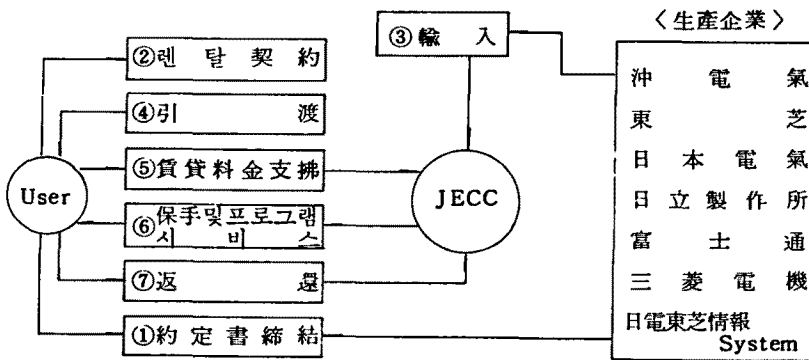 〈生產企業〉
②렌탈契約
③輸入
④引渡
⑤賃貸料金支拂
⑥保手및프로그램
서비스
⑦返還
①約定書締結
User
JECC
沖電氣
東芝
日本電氣
日立製作所
富士通
三菱電機
日電東芝情報
System